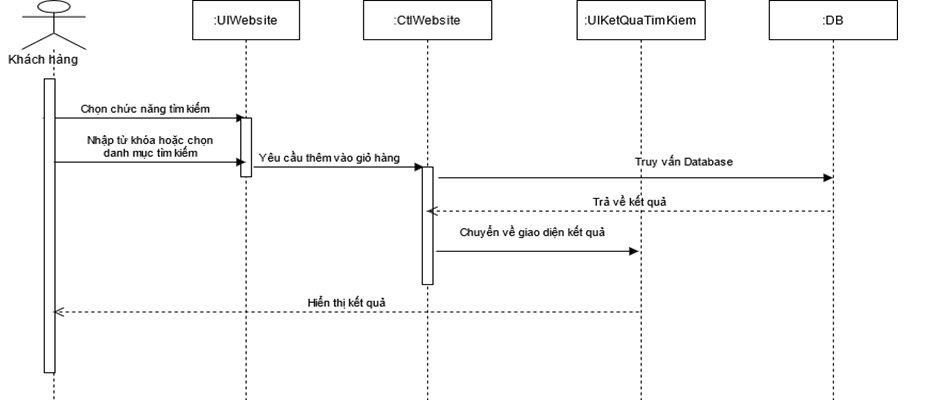 :UIWebsite
:CtlWebsite
:UIKetQuaTimKiem
:DB
Khách hàng
Chọn chức năng tìm kiếm
Nhập từ khóa hoặc chọn
danh mục tìm kiếm
Yêu cầu thêm vào giỏ hàng
Truy vấn Database
Trả về kết quả
Chuyển về giao diện kết quả
Hiển thị kết quả